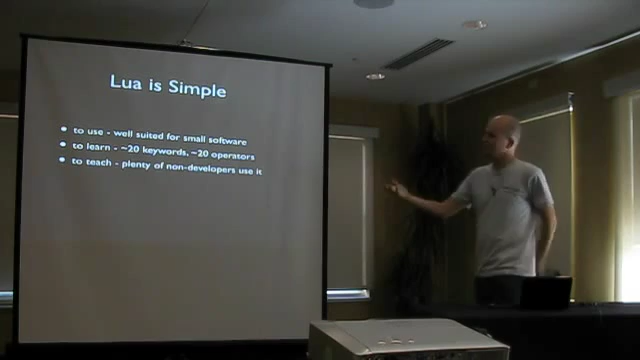 Lua is Simple
• to use - well suited for small software
• to learn - ~20 keywords, ~20 operators
• to teach - plenty of non-developers use it